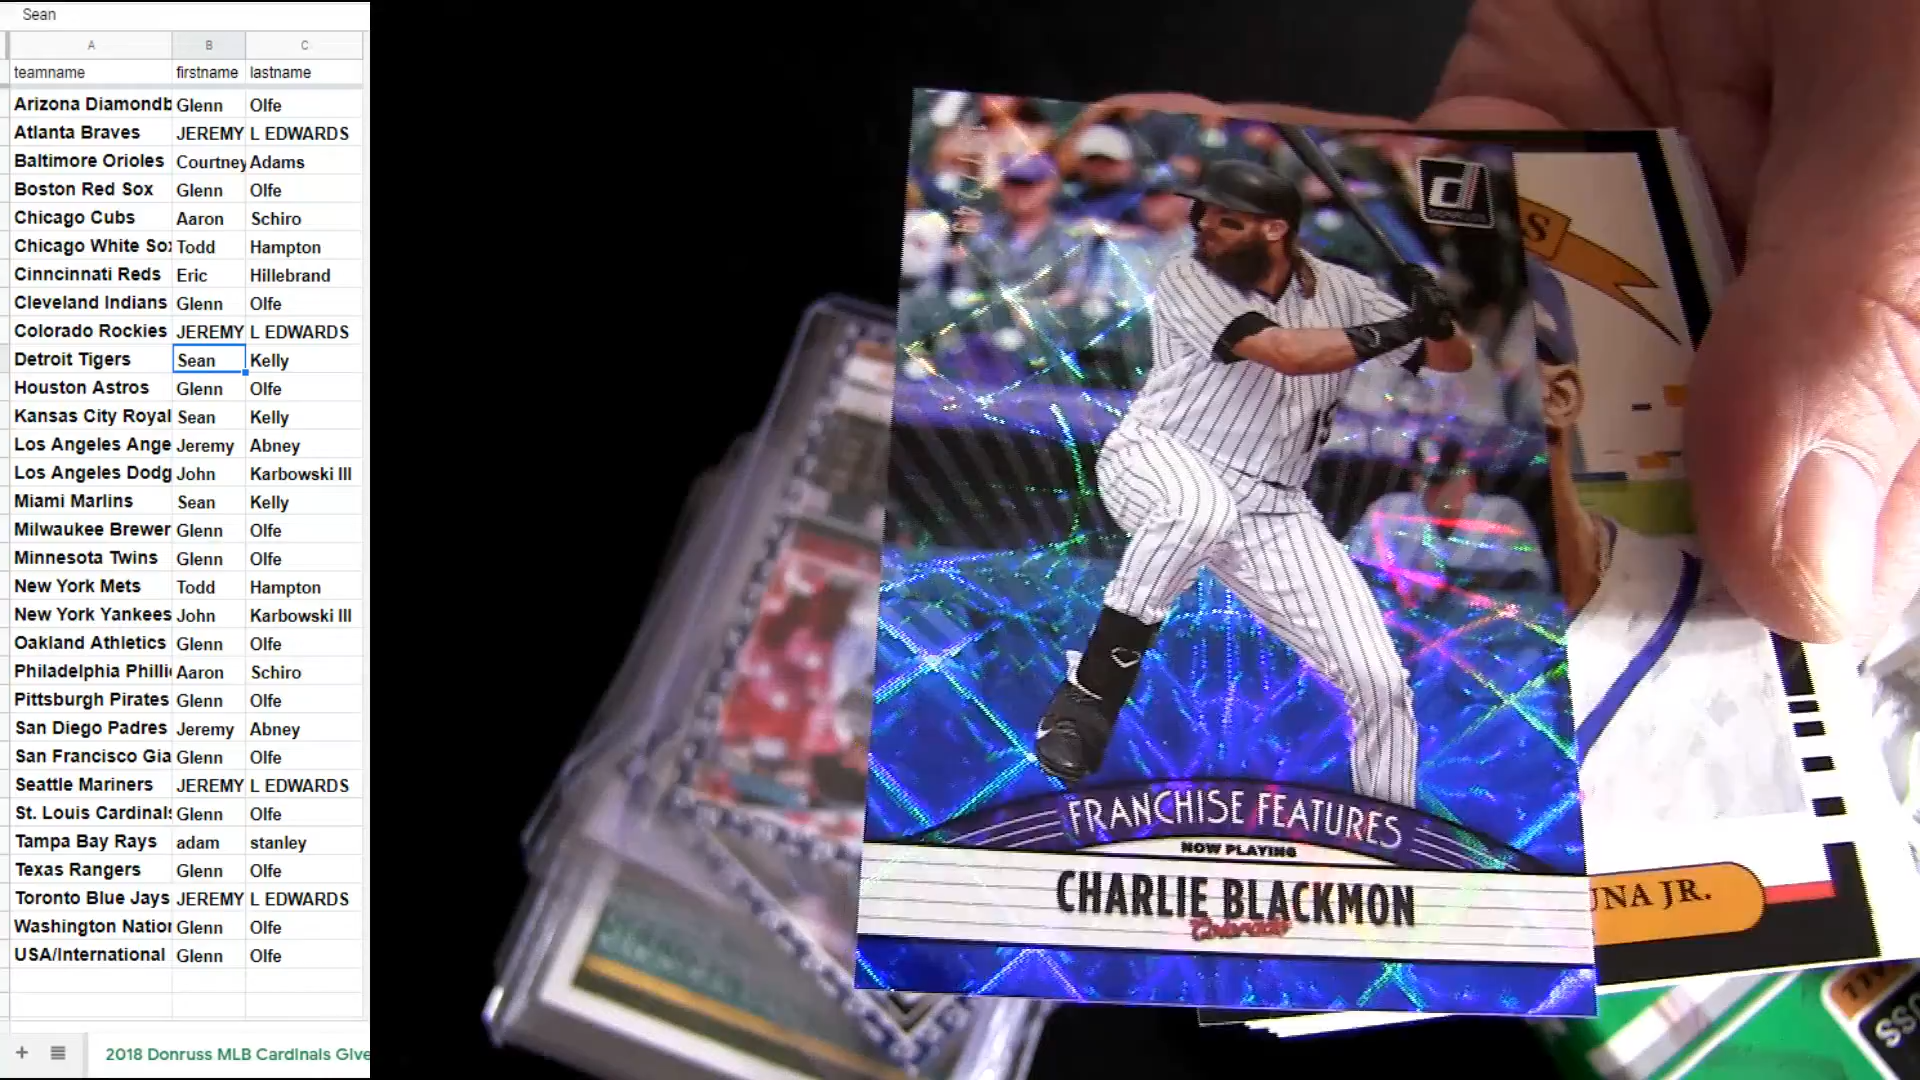 Sean
A B C
teamname firstname lastname
Arizona Diamondb Glenn Olfe
Atlanta Braves JEREMY L EDWARDS
Baltimore Orioles Courtney Adams
Boston Red Sox Glenn Olfe
Chicago Cubs Aaron Schiro
Chicago White Sox Todd Hampton
Cinncinnati Reds Eric Hillebrand
Cleveland Indians Glenn Olfe
Colorado Rockies JEREMY L EDWARDS
Detroit Tigers Sean Kelly
Houston Astros Glenn Olfe
Kansas City Royal Sean Kelly
Los Angeles Ange Jeremy Abney
Los Angeles Dodg John Karbowski III
Miami Marlins Sean Kelly
Milwaukee Brewer Glenn Olfe
Minnesota Twins Glenn Olfe
New York Mets Todd Hampton
New York Yankees John Karbowski III
Oakland Athletics Glenn Olfe
Philadelphia Philli Aaron Schiro
Pittsburgh Pirates Glenn Olfe
San Diego Padres Jeremy Abney
San Francisco Gia Glenn Olfe
Seattle Mariners JEREMY L EDWARDS
St. Louis Cardinals Glenn Olfe
Tampa Bay Rays adam stanley
Texas Rangers Glenn Olfe
Toronto Blue Jays JEREMY L EDWARDS
Washington Nation Glenn Olfe
USA/International Glenn Olfe
2018 Donruss MLB Cardinals Give
d
DONRUSS
S
19
FRANCHISE FEATURES
NOW PLAYING
CHARLIE BLACKMON
Colorado
UNA JR.